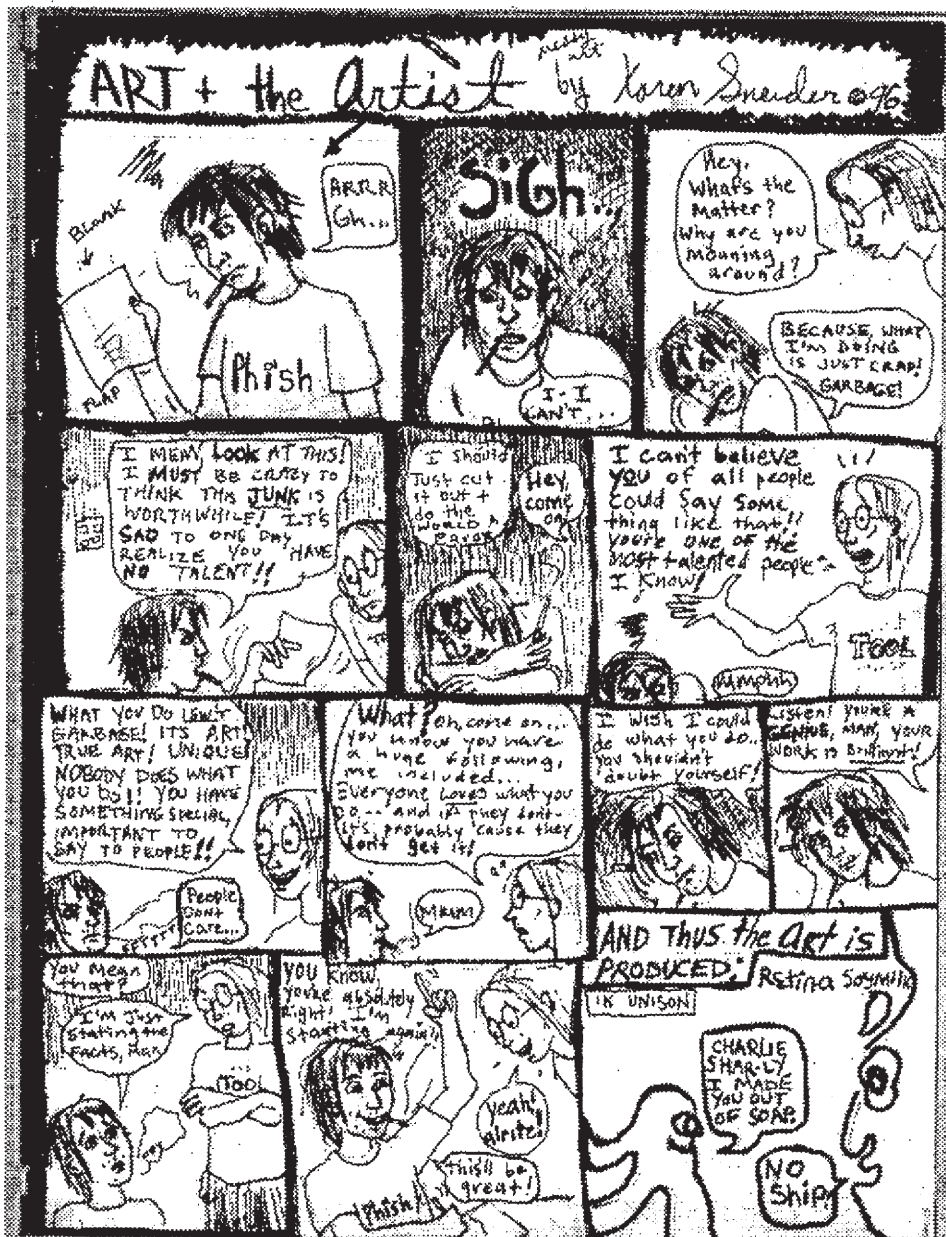 ART + the Artist
messy art
by Karen Sneider © 96
BLANK
FLAP
ARRR
Gh...
Phish
SiGh...
I-I
CAN'T...
Hey,
What's the
Matter?
Why are you
moaning
around?
BECAUSE, WHAT
I'm DOING
IS JUST CRAP!
GARBAGE!
I MEAN, LOOK AT THIS!
I MUST BE CRAZY TO
THINK THIS JUNK IS
WORTHWHILE! IT'S
SAD TO ONE DAY
REALIZE YOU HAVE
NO TALENT!!
I should
Just cut
it out +
do the
WORLD A
FAVOR
Hey,
come
on
I can't believe
YOU of all people
could say some
thing like that!!
you're one of the
most talented people
I know!
TOOL
WHAT YOU DO ISN'T
GARBAGE! ITS ART!
TRUE ART! UNIQUE!
NOBODY DOES WHAT
YOU DO!! YOU HAVE
SOMETHING SPECIAL,
IMPORTANT TO
SAY TO PEOPLE!!
People
Don't
Care...
What? oh, come on...
you know you have
a huge following,
me included...
Everyone loves what you
do... and if they don't-
it's probably 'cause they
don't get it!
MRUM
I wish I could
do what you do..
you shouldn't
doubt yourself!
Listen! YOU'RE A
GENIUS, MAN, YOUR
WORK IS Brilliant!
You Mean
that?
I'm Just
Stating the
Facts, Man
TOOL
YOU Know,
you're absolutely
Right! I'm
Starting again!
yeah!
alrite!
this'll be
great!
Phish
AND Thus the Art is
PRODUCED:
IN UNISON
Retina Soymilk
CHARLIE
SHAR-LY
I MADE
YOU OUT
OF SOAP.
NO
Ship.